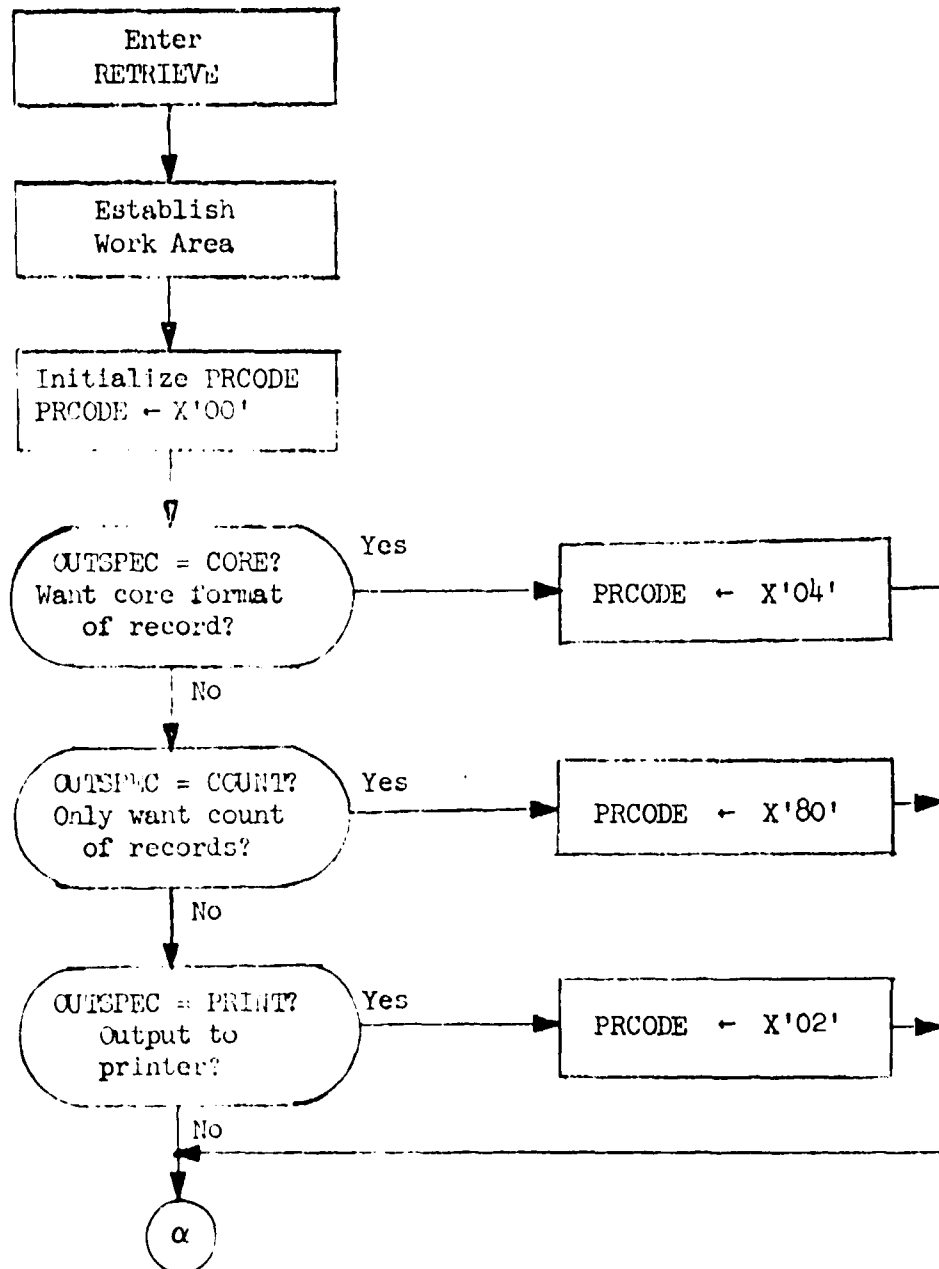 Enter
RETRIEVE
Establish
Work Area
Initialize PRCODE
PRCODE ← X'00'
OUTSPEC = CORE?
Want core format
of record?
Yes
PRCODE ← X'04'
No
OUTSPEC = COUNT?
Only want count
of records?
Yes
PRCODE ← X'80'
No
OUTSPEC = PRINT?
Output to
printer?
Yes
PRCODE ← X'02'
No
α